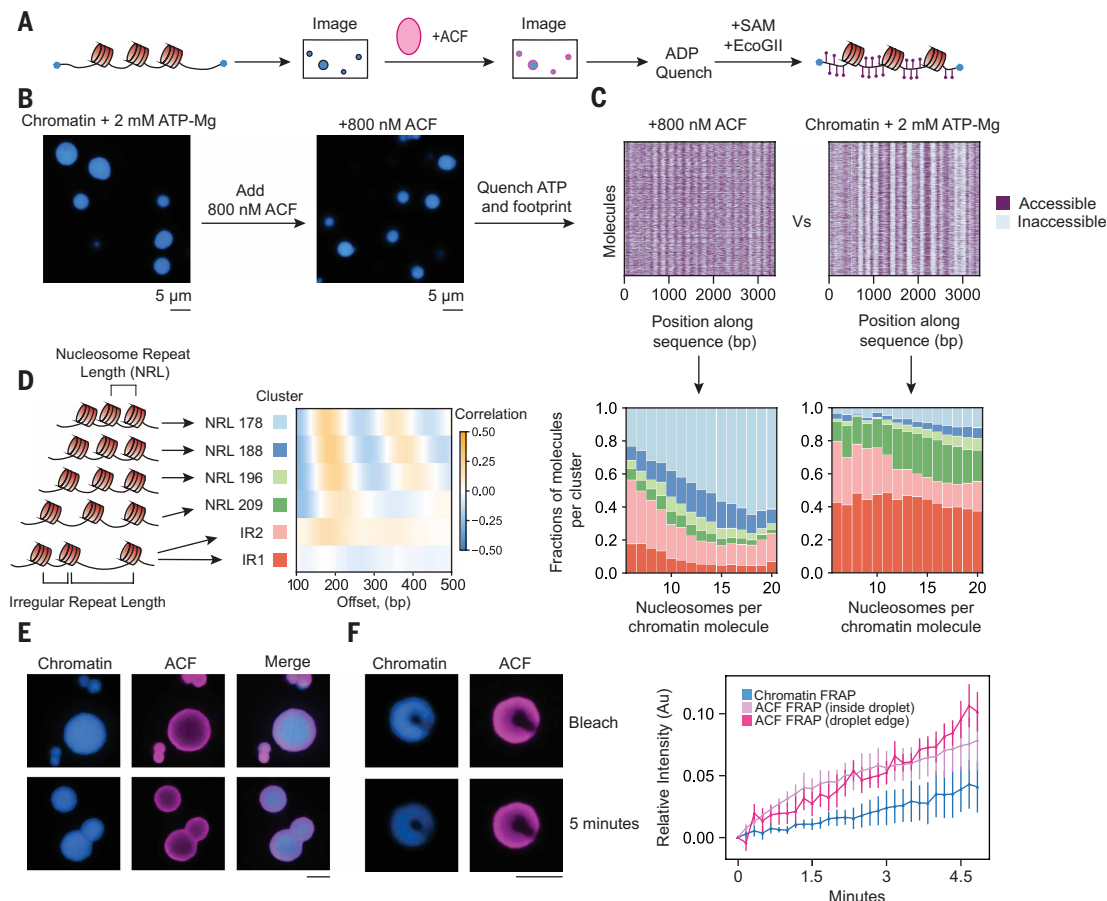 A
Image
+ACF
Image
ADP
Quench
+SAM
+EcoGII
B
Chromatin + 2 mM ATP-Mg
Add
800 nM ACF
+800 nM ACF
Quench ATP
and footprint
5 µm
5 µm
C
+800 nM ACF
Chromatin + 2 mM ATP-Mg
Molecules
Vs
Accessible
Inaccessible
0 1000 2000 3000
0 1000 2000 3000
Position along
sequence (bp)
Position along
sequence (bp)
Fractions of molecules
per cluster
1.0
0.8
0.6
0.4
0.2
0.0
10 15 20
Nucleosomes per
chromatin molecule
1.0
0.8
0.6
0.4
0.2
0.0
10 15 20
Nucleosomes per
chromatin molecule
D
Nucleosome Repeat
Length (NRL)
Cluster
NRL 178
NRL 188
NRL 196
NRL 209
IR2
IR1
Irregular Repeat Length
100 200 300 400 500
Offset, (bp)
Correlation
0.50
0.25
0.00
−0.25
−0.50
E
Chromatin
ACF
Merge
F
Chromatin
ACF
Bleach
5 minutes
Relative Intensity (Au)
0.10
0.05
0.00
Chromatin FRAP
ACF FRAP (inside droplet)
ACF FRAP (droplet edge)
0 1.5 3 4.5
Minutes